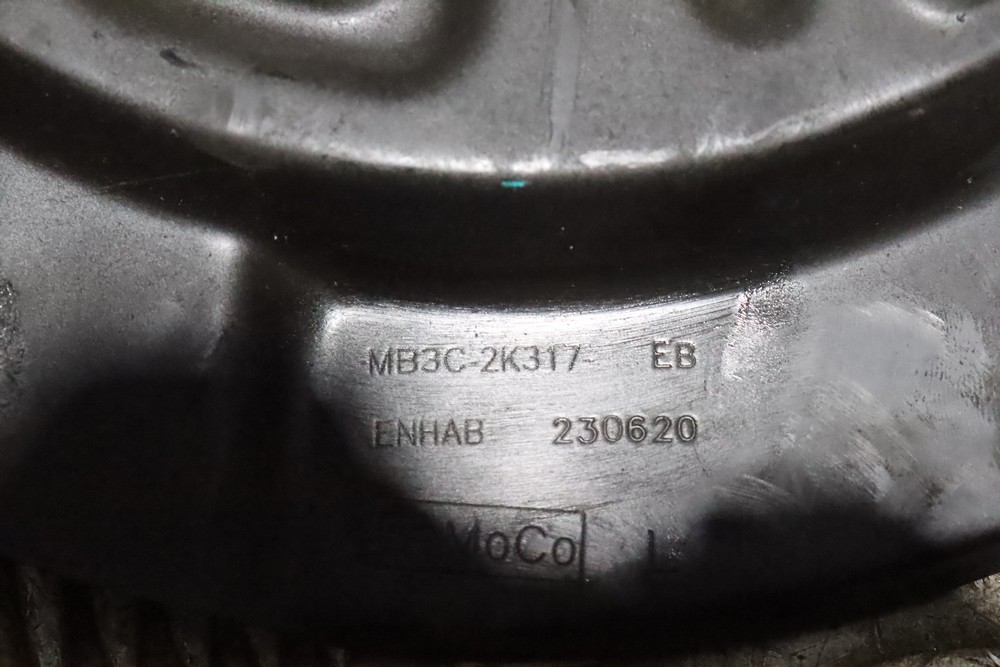 MB3C-2K317- EB
ENHAB 230620
MoCo L